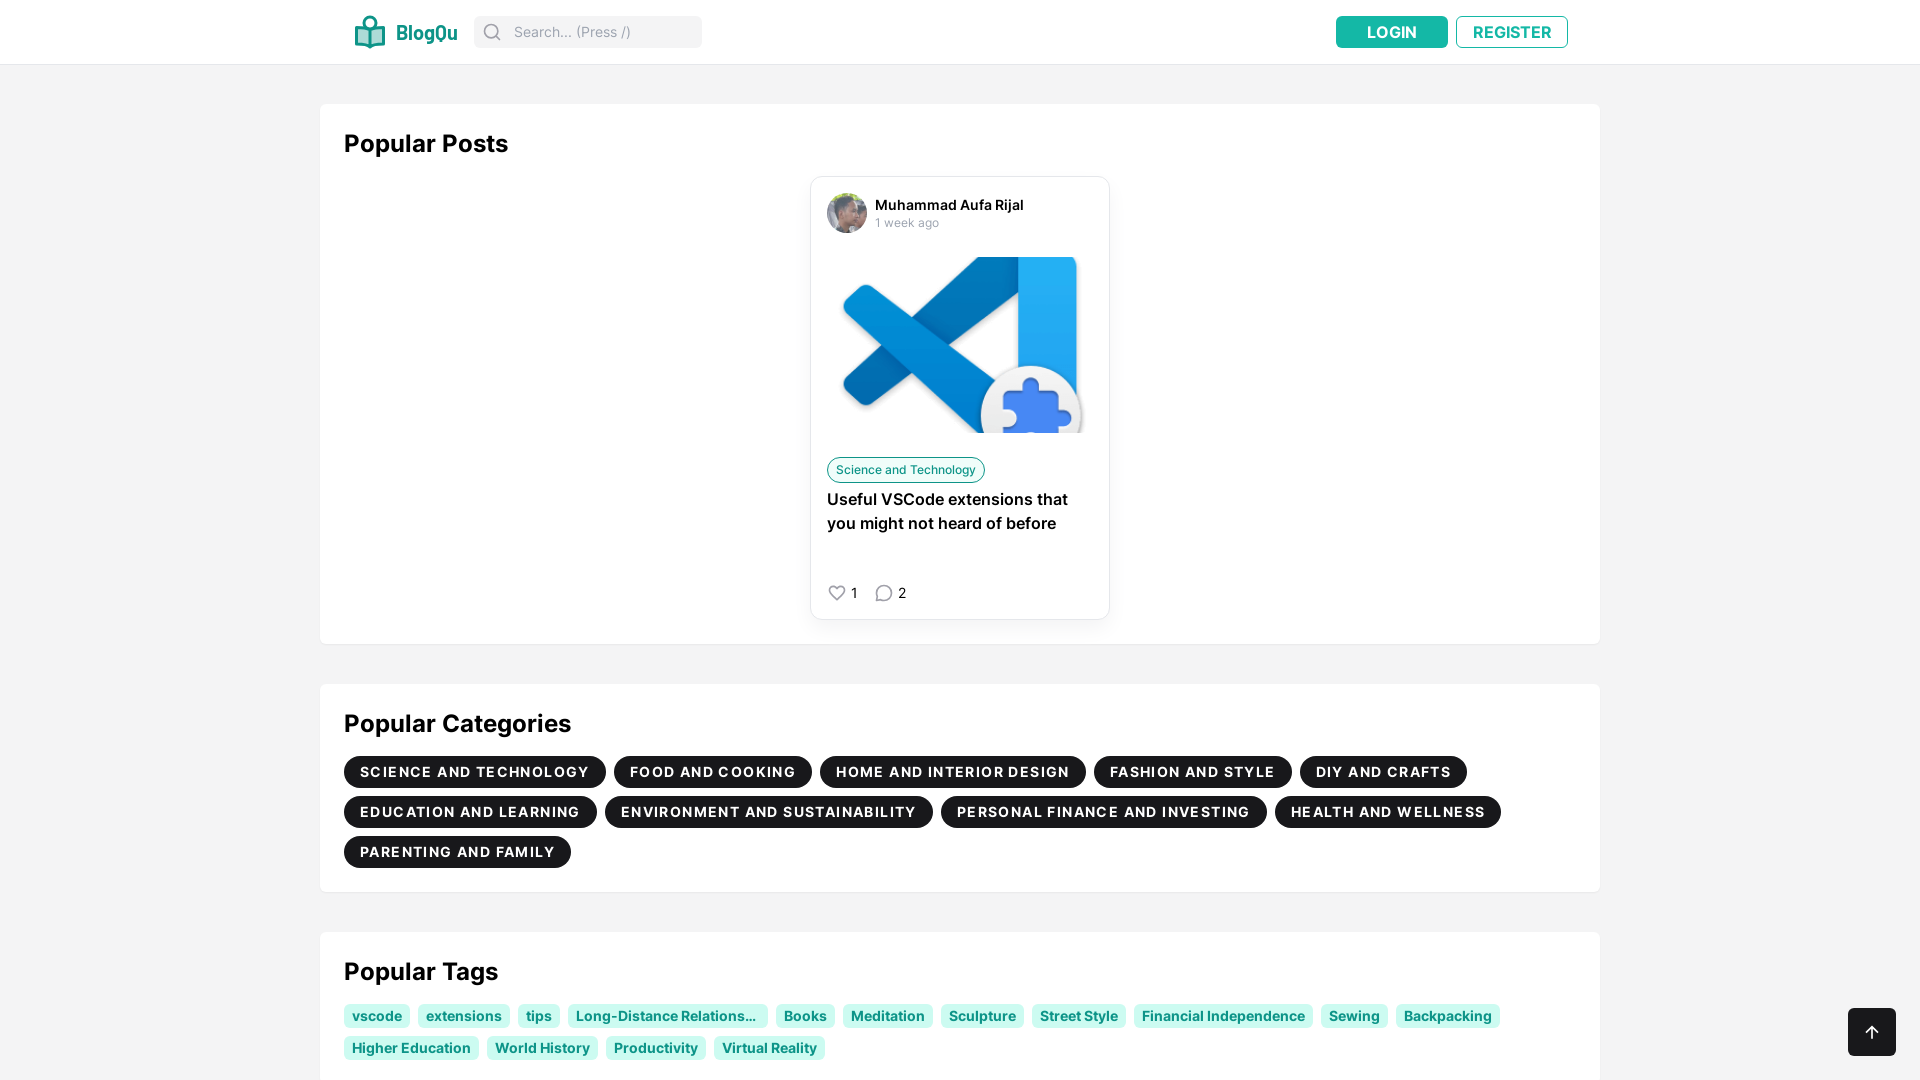 BlogQu
Search... (Press /)
LOGIN
REGISTER
Popular Posts
Muhammad Aufa Rijal
1 week ago
Science and Technology
Useful VSCode extensions that
you might not heard of before
1
2
Popular Categories
SCIENCE AND TECHNOLOGY
FOOD AND COOKING
HOME AND INTERIOR DESIGN
FASHION AND STYLE
DIY AND CRAFTS
EDUCATION AND LEARNING
ENVIRONMENT AND SUSTAINABILITY
PERSONAL FINANCE AND INVESTING
HEALTH AND WELLNESS
PARENTING AND FAMILY
Popular Tags
vscode
extensions
tips
Long-Distance Relations...
Books
Meditation
Sculpture
Street Style
Financial Independence
Sewing
Backpacking
Higher Education
World History
Productivity
Virtual Reality